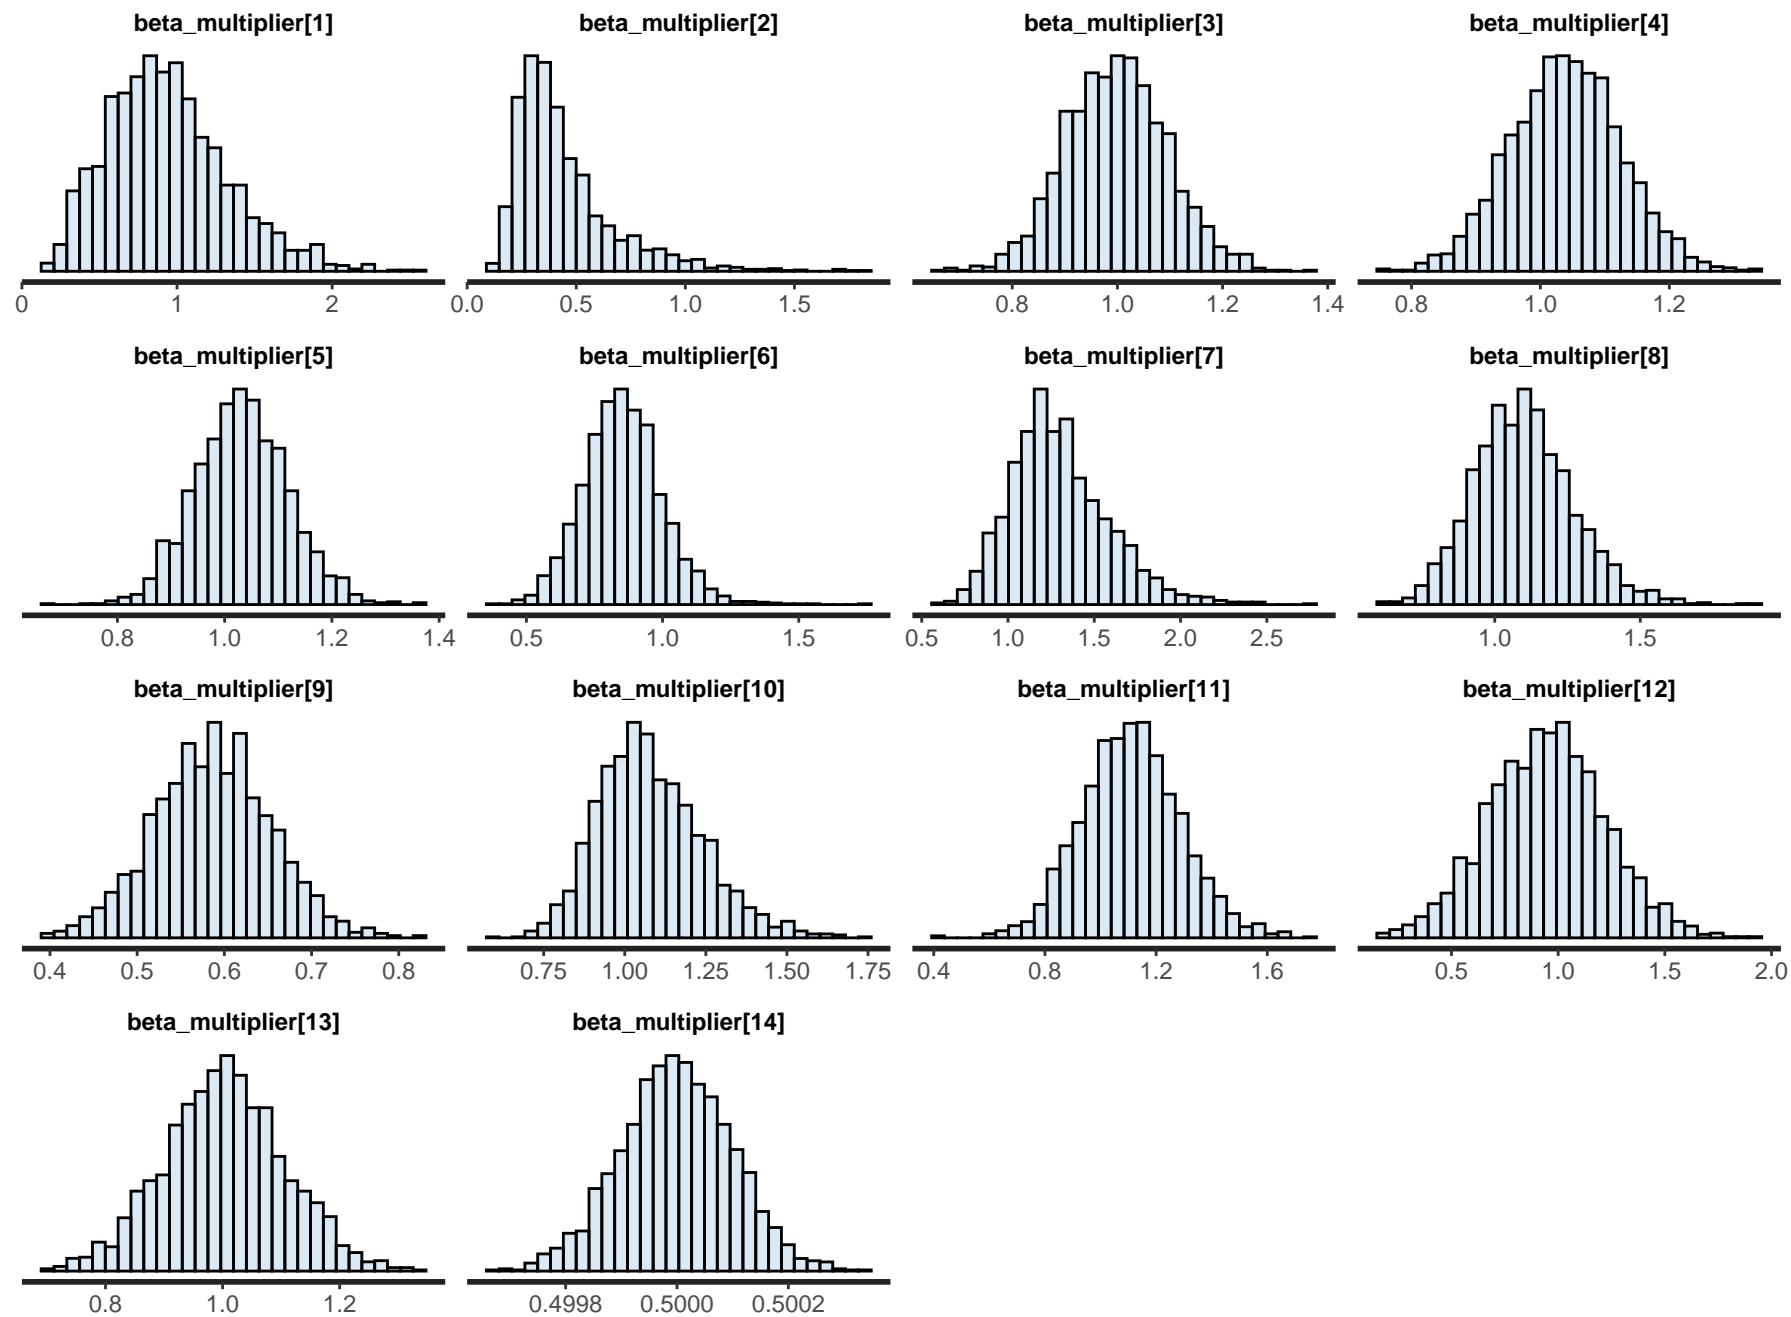 beta_multiplier[1] beta_multiplier[2] beta_multiplier[3] beta_multiplier[4]
0 1 2 0.0 0.5 1.0 1.5 0.8 1.0 1.2 1.4 0.8 1.0 1.2
beta_multiplier[5] beta_multiplier[6] beta_multiplier[7] beta_multiplier[8]
0.8 1.0 1.2 1.4 0.5 1.0 1.5 0.5 1.0 1.5 2.0 2.5 1.0 1.5
beta_multiplier[9] beta_multiplier[10] beta_multiplier[11] beta_multiplier[12]
0.4 0.5 0.6 0.7 0.8 0.75 1.00 1.25 1.50 1.75 0.4 0.8 1.2 1.6 0.5 1.0 1.5 2.0
beta_multiplier[13] beta_multiplier[14]
0.8 1.0 1.2 0.4998 0.5000 0.5002